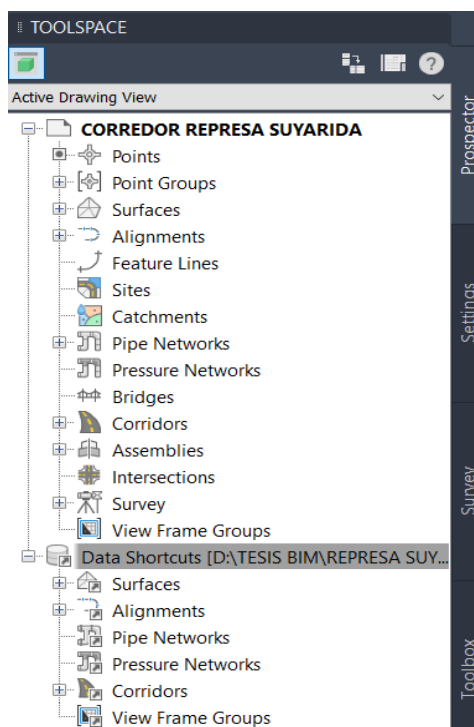 TOOLSPACE
?
Active Drawing View
CORREDOR REPRESA SUYARIDA
Points
Point Groups
Surfaces
Alignments
Feature Lines
Sites
Catchments
Pipe Networks
Pressure Networks
Bridges
Corridors
Assemblies
Intersections
Survey
View Frame Groups
Data Shortcuts [D:\TESIS BIM\REPRESA SUY...
Surfaces
Alignments
Pipe Networks
Pressure Networks
Corridors
View Frame Groups
Prospector
Settings
Survey
Toolbox